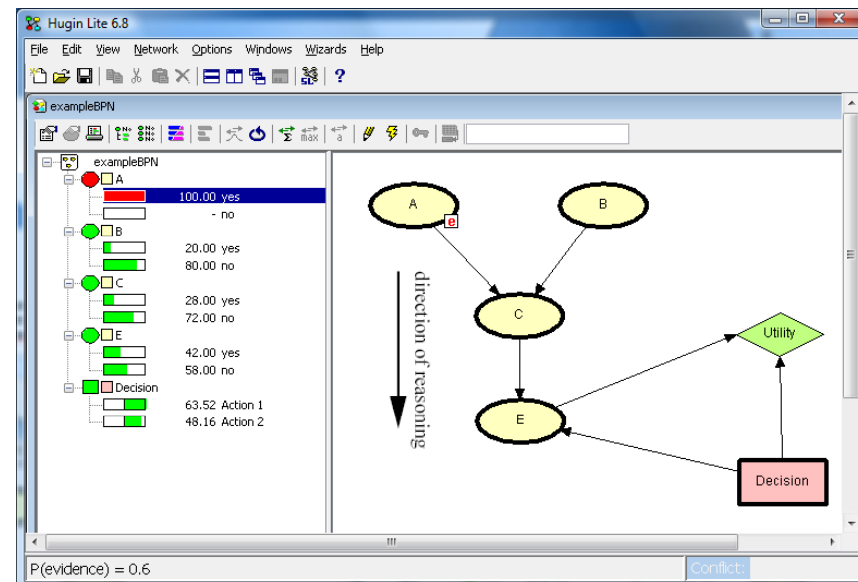 Hugin Lite 6.8
File Edit View Network Options Windows Wizards Help
?
exampleBPN
Σ max a
exampleBPN
A
100.00 yes
- no
B
20.00 yes
80.00 no
C
28.00 yes
72.00 no
E
42.00 yes
58.00 no
Decision
63.52 Action 1
48.16 Action 2
A
e
B
direction of reasoning
C
Utility
E
Decision
P(evidence) = 0.6
Conflict: